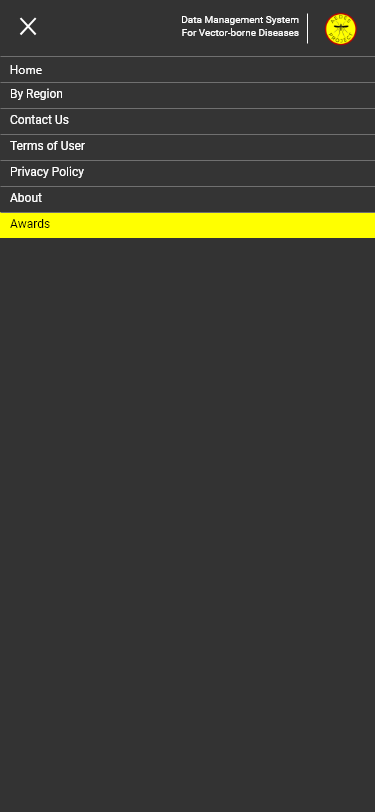 Data Management System
For Vector-borne Diseases
Home
By Region
Contact Us
Terms of User
Privacy Policy
About
Awards